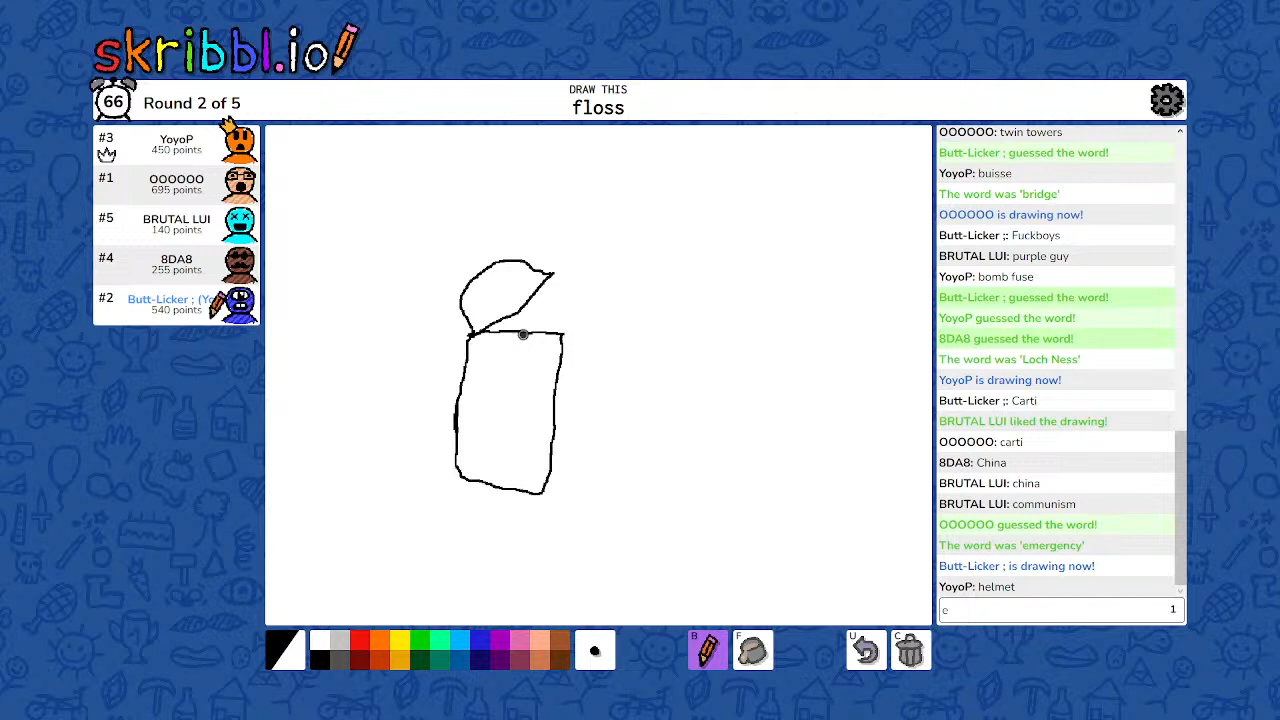 skribbl.io
66
Round 2 of 5
DRAW THIS
floss
#3
YoyoP
450 points
#1
OOOOOO
695 points
#5
BRUTAL LUI
140 points
#4
8DA8
255 points
#2
Butt-Licker ; (Yo
540 points
OOOOOO: twin towers
Butt-Licker ; guessed the word!
YoyoP: buisse
The word was 'bridge'
OOOOOO is drawing now!
Butt-Licker ;: Fuckboys
BRUTAL LUI: purple guy
YoyoP: bomb fuse
Butt-Licker ; guessed the word!
YoyoP guessed the word!
8DA8 guessed the word!
The word was 'Loch Ness'
YoyoP is drawing now!
Butt-Licker ;: Carti
BRUTAL LUI liked the drawing!
OOOOOO: carti
8DA8: China
BRUTAL LUI: china
BRUTAL LUI: communism
OOOOOO guessed the word!
The word was 'emergency'
Butt-Licker ; is drawing now!
YoyoP: helmet
e
1
B
F
U
C